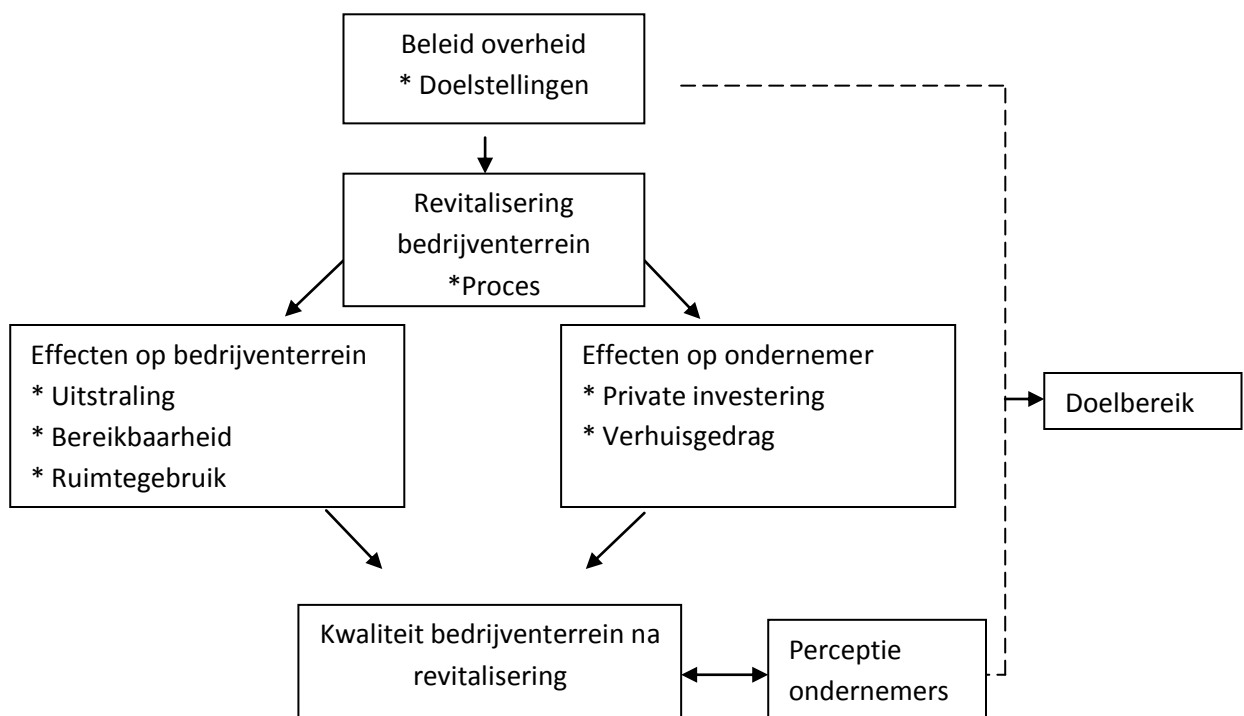 Beleid overheid
* Doelstellingen
Revitalisering
bedrijventerrein
*Proces
Effecten op bedrijventerrein
* Uitstraling
* Bereikbaarheid
* Ruimtegebruik
Effecten op ondernemer
* Private investering
* Verhuisgedrag
Doelbereik
Kwaliteit bedrijventerrein na
revitalisering
Perceptie
ondernemers